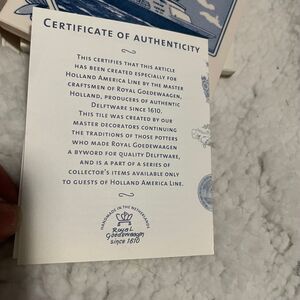 CERTIFICATE OF AUTHENTICITY
THIS CERTIFIES THAT THIS ARTICLE
HAS BEEN CREATED ESPECIALLY FOR
HOLLAND AMERICA LINE BY THE MASTER
CRAFTSMEN OF ROYAL GOEDEWAAGEN,
HOLLAND, PRODUCERS OF AUTHENTIC
DELFTWARE SINCE 1610.
THIS TILE WAS CREATED BY OUR
MASTER DECORATORS CONTINUING
THE TRADITIONS OF THOSE POTTERS
WHO MADE ROYAL GOEDEWAAGEN
A BYWORD FOR QUALITY DELFTWARE,
AND IS A PART OF A SERIES OF
COLLECTOR'S ITEMS AVAILABLE ONLY
TO GUESTS OF HOLLAND AMERICA LINE.
HANDMADE IN THE NETHERLANDS
Royal
Goedewaagen
since 1610